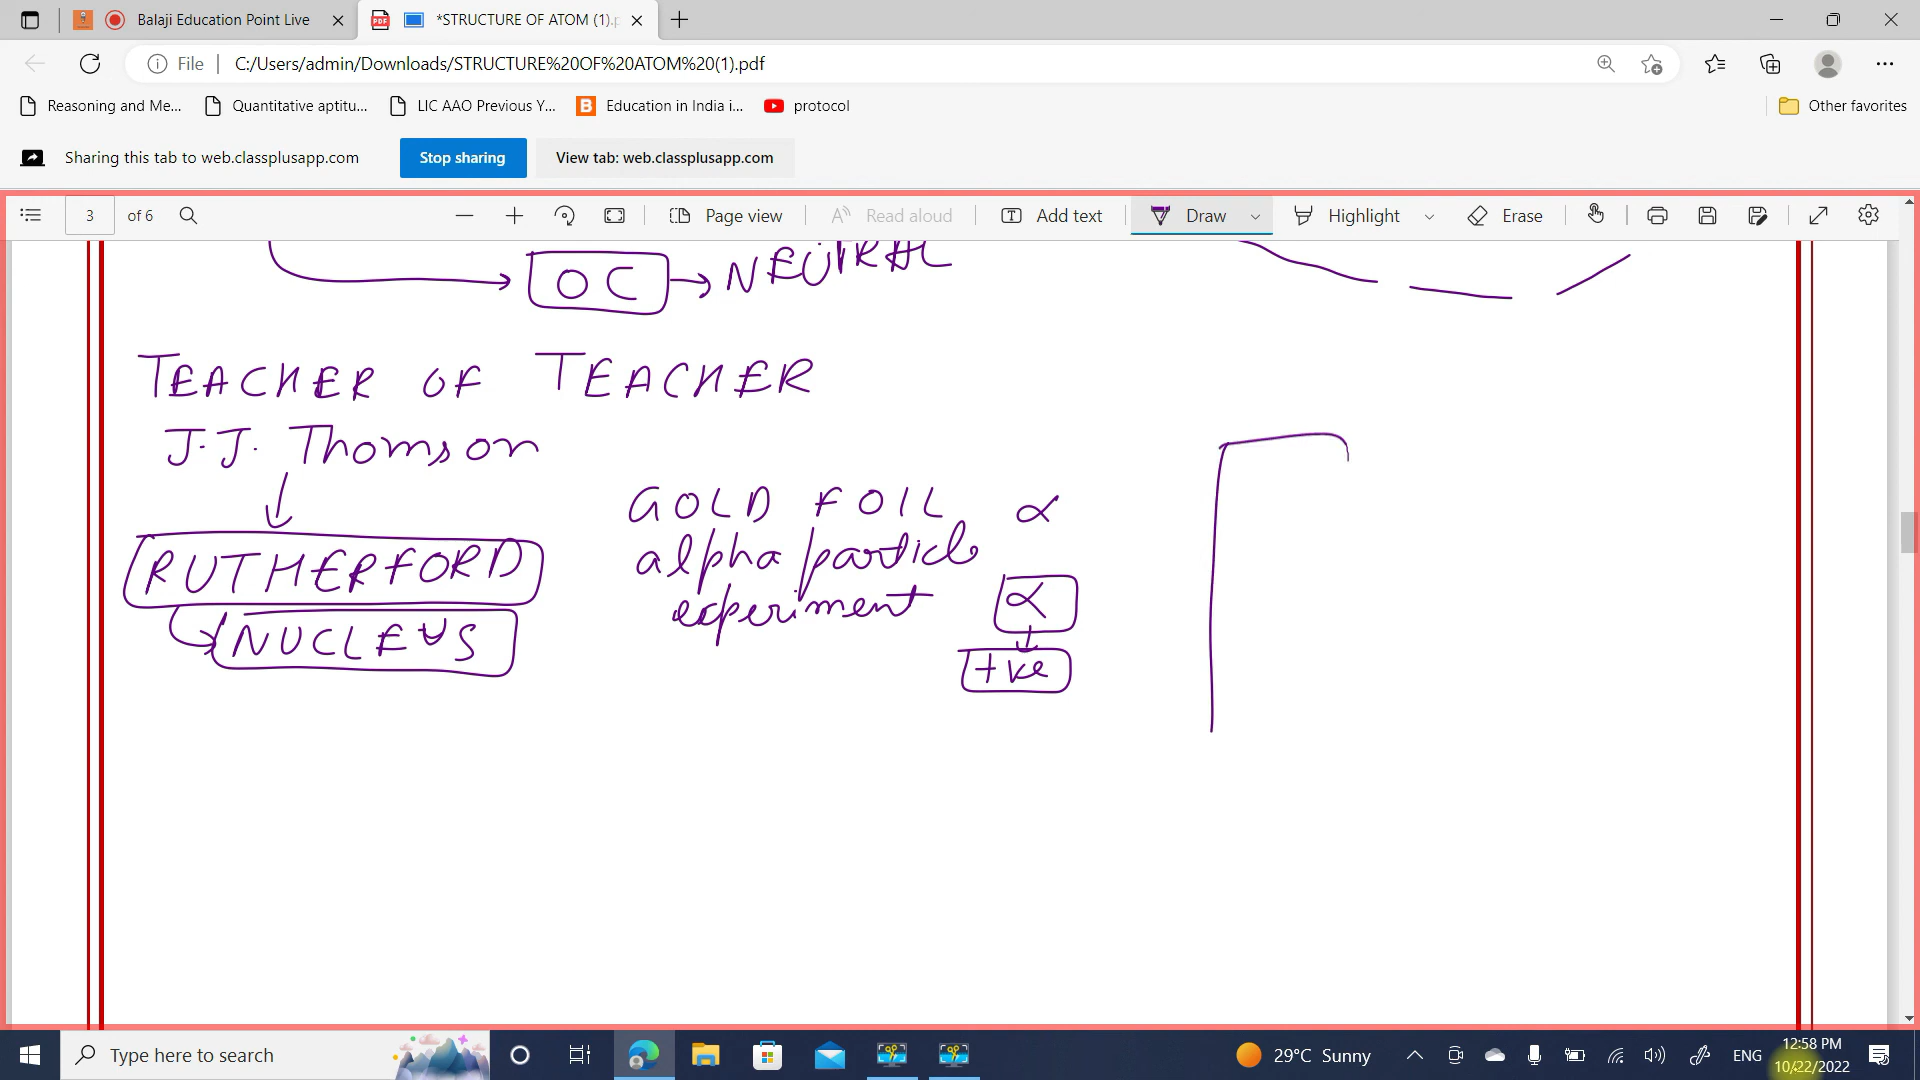 Balaji Education Point Live
*STRUCTURE OF ATOM (1).p
File C:/Users/admin/Downloads/STRUCTURE%20OF%20ATOM%20(1).pdf
Reasoning and Me... Quantitative aptitu... LIC AAO Previous Y... Education in India i... protocol Other favorites
Sharing this tab to web.classplusapp.com Stop sharing View tab: web.classplusapp.com
3 of 6 Page view Read aloud Add text Draw Highlight Erase
OC → NEUTRAL
TEACHER OF TEACHER
J.J. Thomson
GOLD FOIL α
RUTHERFORD
alpha particle
experiment
α
NUCLEUS
+ve
Type here to search
29°C Sunny
ENG
12:58 PM
10/22/2022